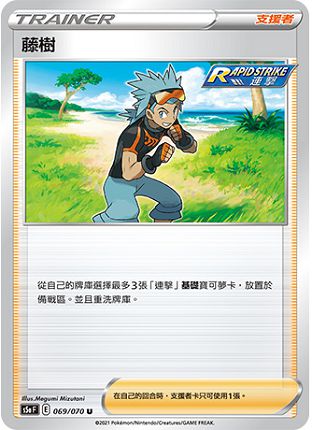 TRAINER 支援者
藤樹
RAPID STRIKE
連擊
從自己的牌庫選擇最多3張「連擊」基礎寶可夢卡,放置於
備戰區。並且重洗牌庫。
Illus.Megumi Mizutani
在自己的回合時,支援者卡只可使用1張。
s5a F E 069/070 U
©2021 Pokémon/Nintendo/Creatures/GAME FREAK.